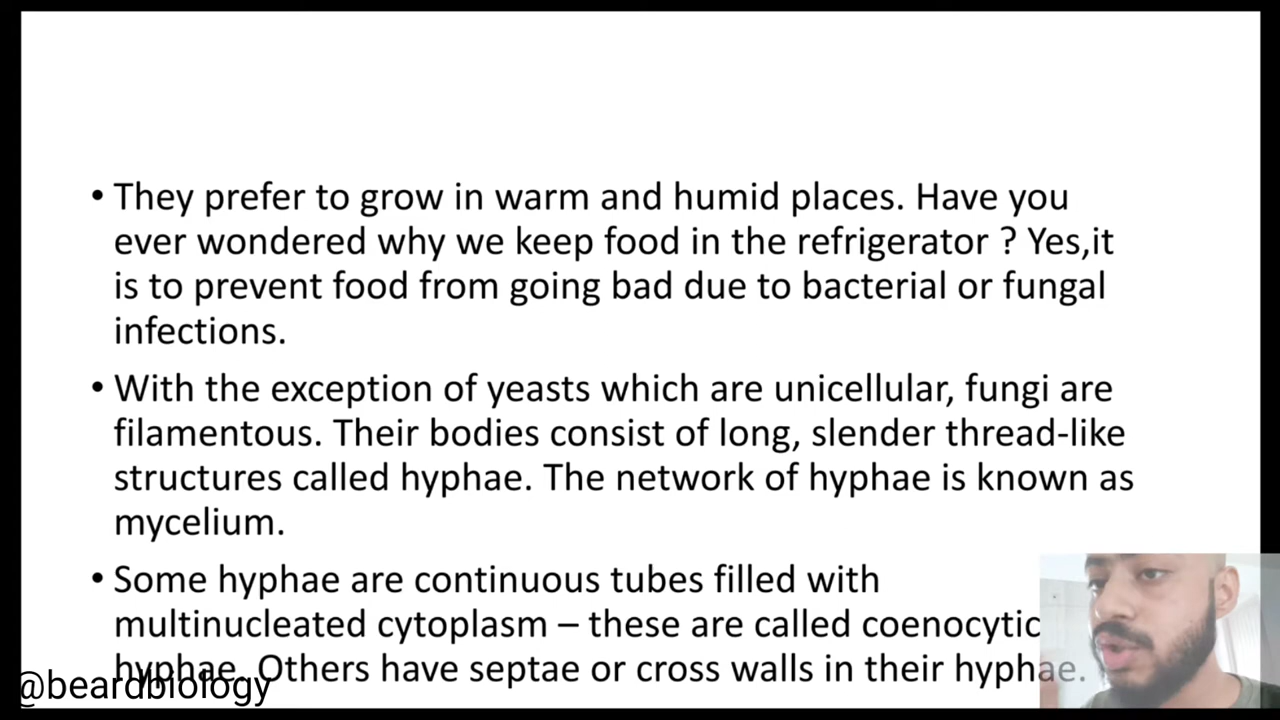 • They prefer to grow in warm and humid places. Have you
ever wondered why we keep food in the refrigerator ? Yes,it
is to prevent food from going bad due to bacterial or fungal
infections.
• With the exception of yeasts which are unicellular, fungi are
filamentous. Their bodies consist of long, slender thread-like
structures called hyphae. The network of hyphae is known as
mycelium.
• Some hyphae are continuous tubes filled with
multinucleated cytoplasm – these are called coenocytic
hyphae. Others have septae or cross walls in their hyphae.
@beardbiology